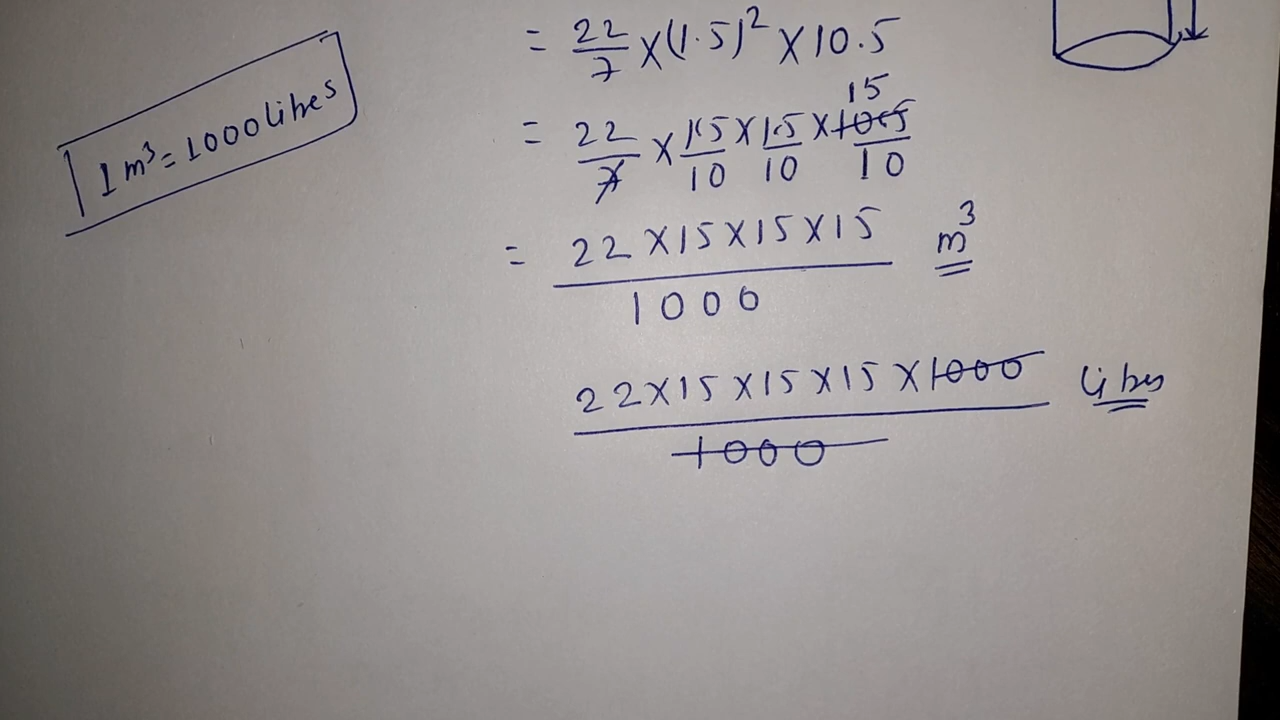 = 22/7 × (1.5)² × 10.5
1 m³ = 1000 litres
15
= 22/7 × 15/10 × 15/10 × 105/10
= 22 × 15 × 15 × 15 / 1000 m³
22 × 15 × 15 × 15 × 1000 / 1000 litres